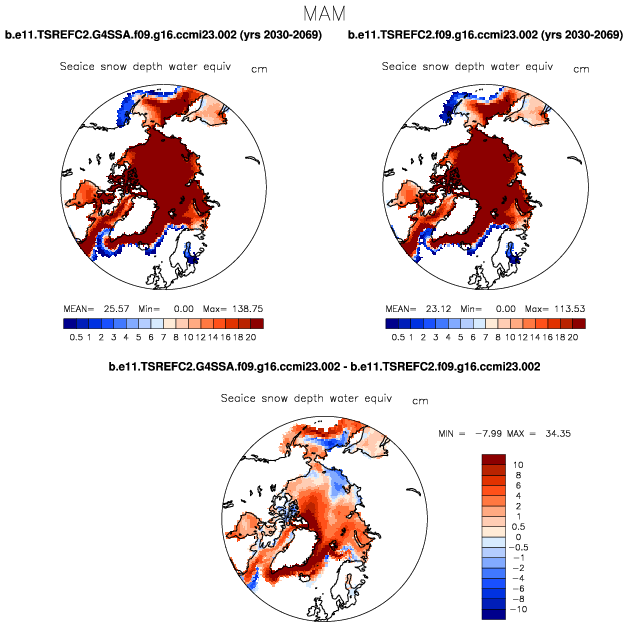 MAM
b.e11.TSREFC2.G4SSA.f09.g16.ccmi23.002 (yrs 2030-2069)
b.e11.TSREFC2.f09.g16.ccmi23.002 (yrs 2030-2069)
Seaice snow depth water equiv cm
Seaice snow depth water equiv cm
MEAN= 25.57 Min= 0.00 Max= 138.75
MEAN= 23.12 Min= 0.00 Max= 113.53
0.5 1 2 3 4 5 6 7 8 9 10 12 14 16 18 20
0.5 1 2 3 4 5 6 7 8 9 10 12 14 16 18 20
b.e11.TSREFC2.G4SSA.f09.g16.ccmi23.002 - b.e11.TSREFC2.f09.g16.ccmi23.002
Seaice snow depth water equiv cm
MIN = -7.99 MAX = 34.35
10
8
6
4
2
1
0.5
0
-0.5
-1
-2
-4
-6
-8
-10